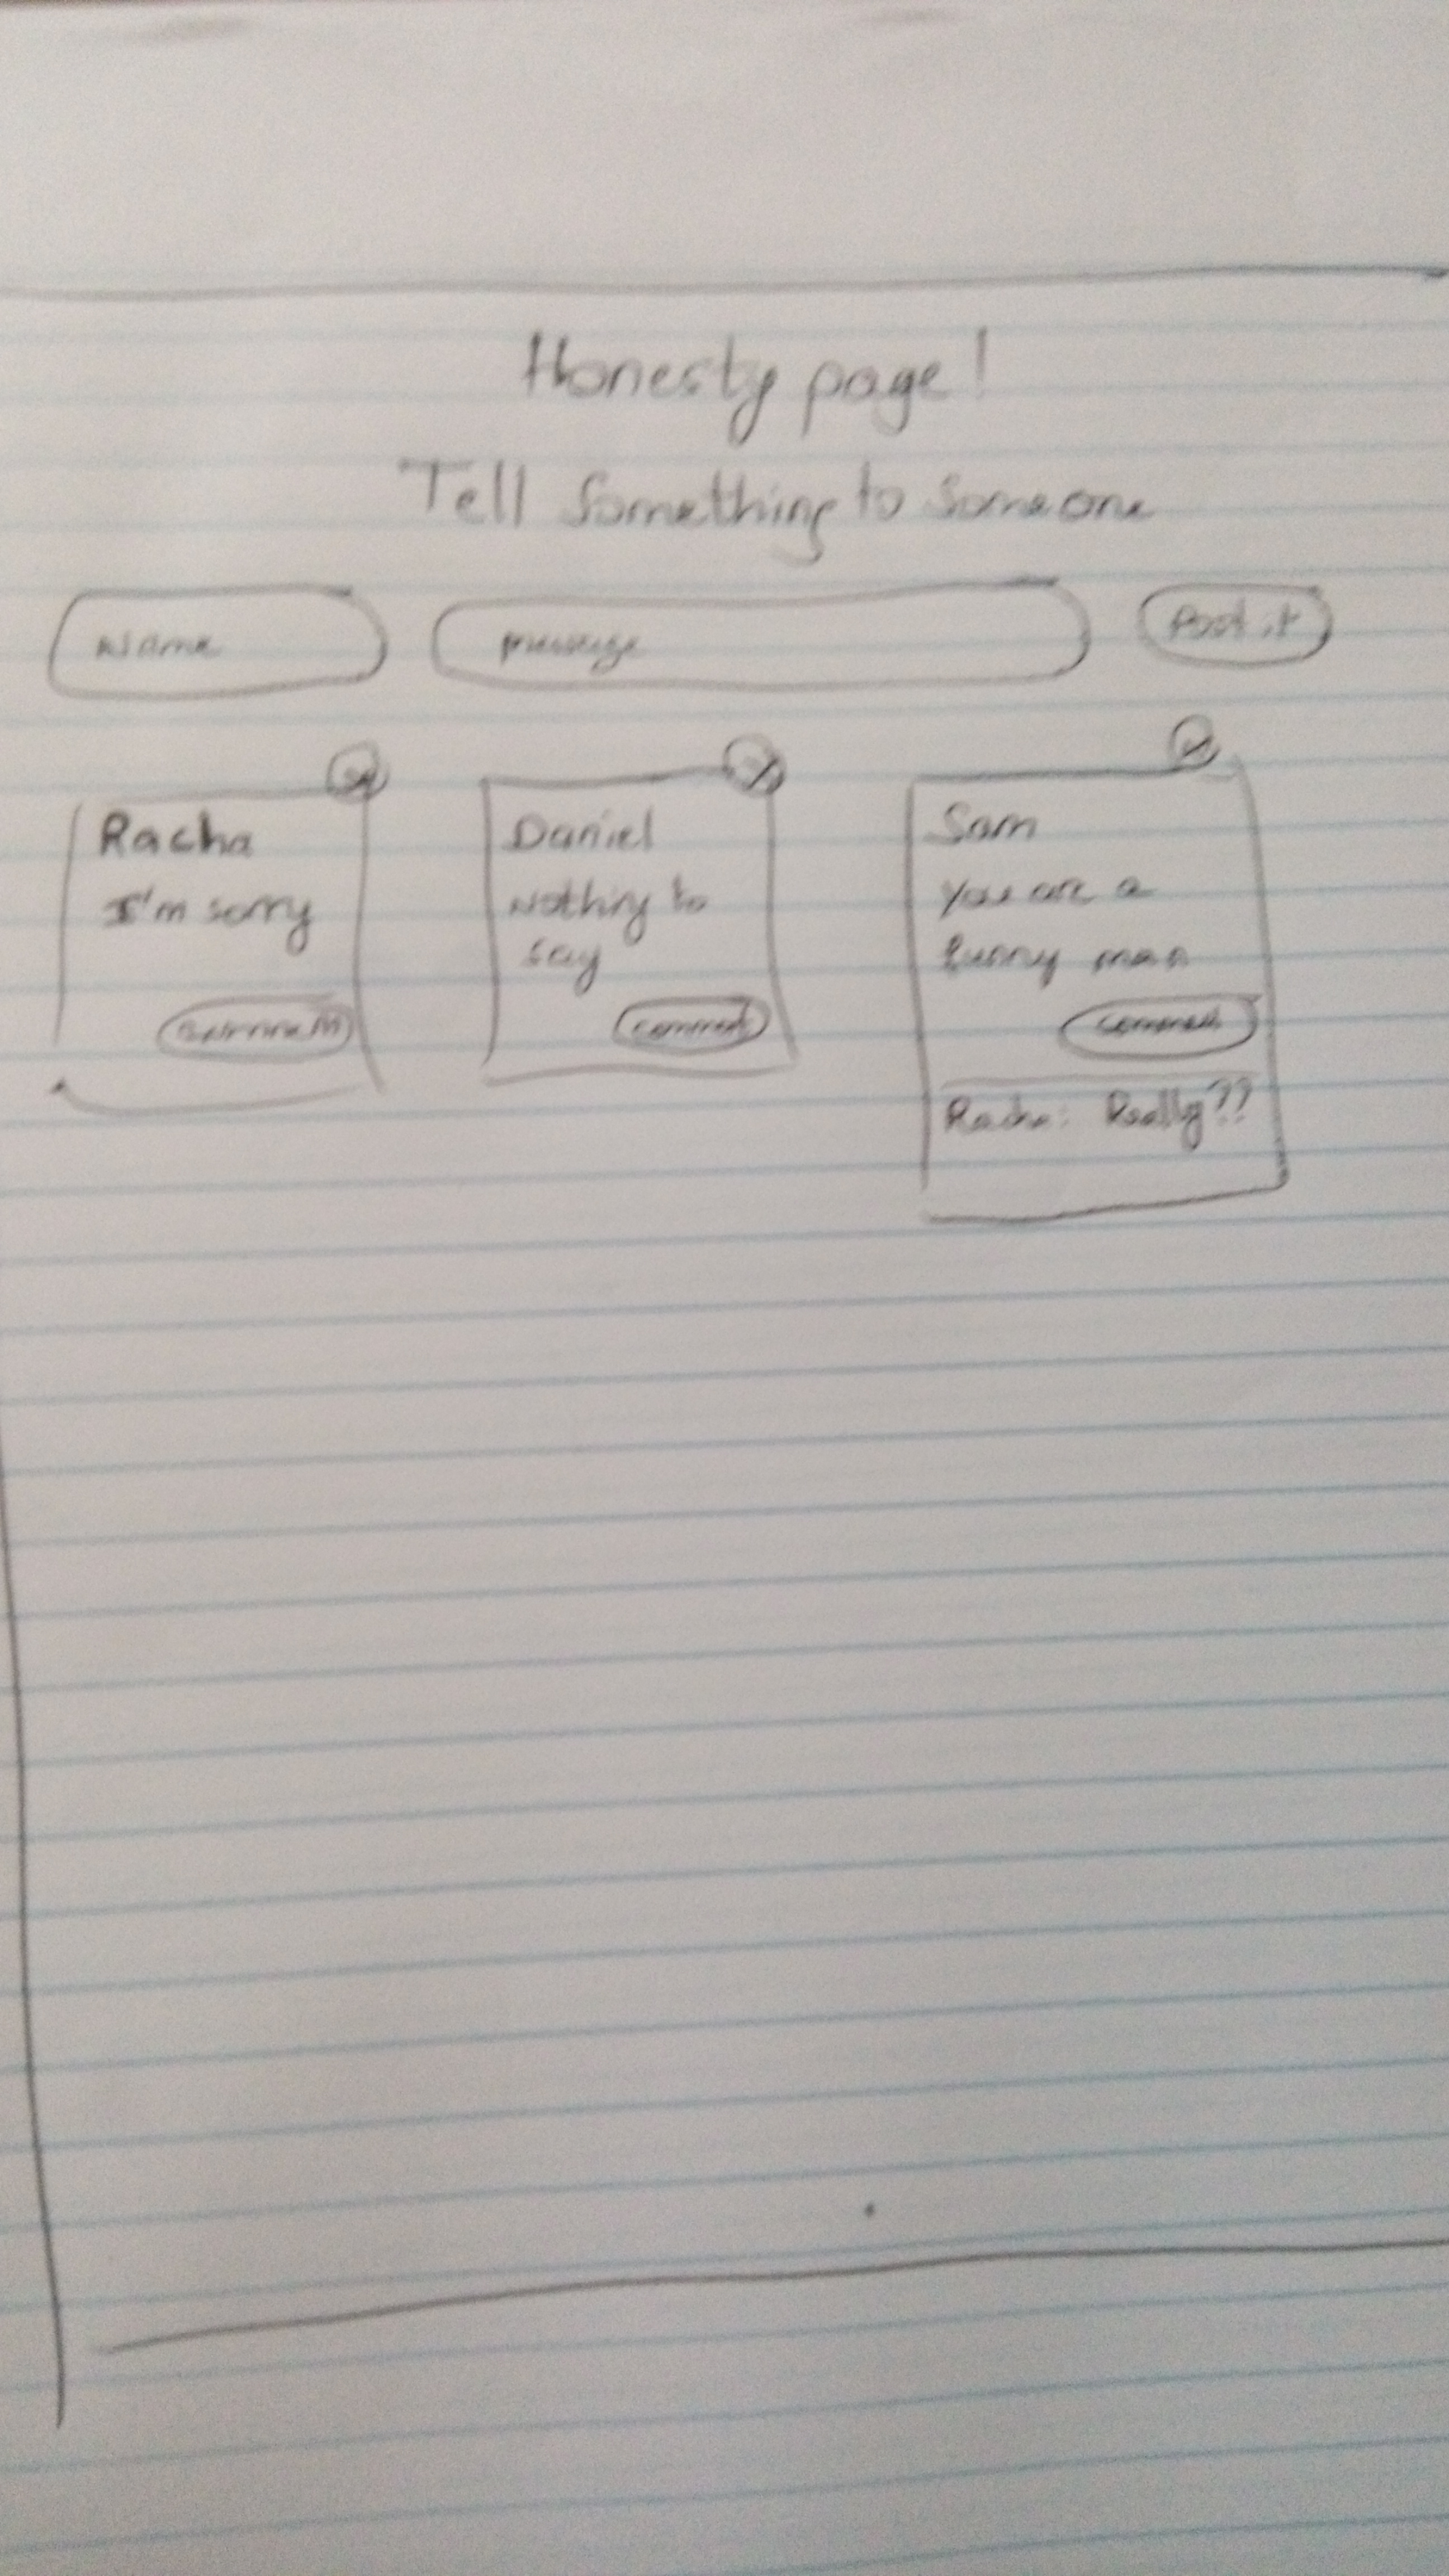 Honesty page!
Tell Something to Someone
Name
message
Post it
Racha
I'm sorry
comment
Daniel
Nothing to
say
comment
Sam
You are a
funny man
comment
Racha: Really??